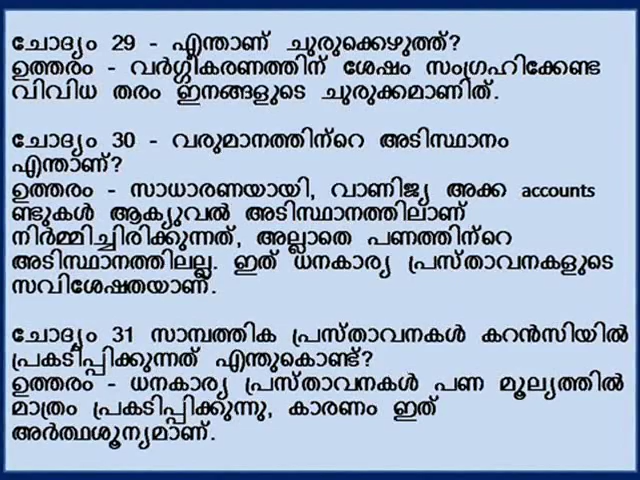 ചോദ്യം 29 - എന്താണ് ചുരുക്കെഴുത്ത്?
ഉത്തരം - വർഗ്ഗീകരണത്തിന് ശേഷം സംഗ്രഹിക്കേണ്ട
വിവിധ തരം ഇനങ്ങളുടെ ചുരുക്കമാണിത്.
ചോദ്യം 30 - വരുമാനത്തിന്റെ അടിസ്ഥാനം
എന്താണ്?
ഉത്തരം - സാധാരണയായി, വാണിജ്യ അക്ക accounts
ണ്ടുകൾ ആക്യുവൽ അടിസ്ഥാനത്തിലാണ്
നിർമ്മിച്ചിരിക്കുന്നത്, അല്ലാതെ പണത്തിന്റെ
അടിസ്ഥാനത്തിലല്ല. ഇത് ധനകാര്യ പ്രസ്താവനകളുടെ
സവിശേഷതയാണ്.
ചോദ്യം 31 സാമ്പത്തിക പ്രസ്താവനകൾ കറൻസിയിൽ
പ്രകടിപ്പിക്കുന്നത് എന്തുകൊണ്ട്?
ഉത്തരം - ധനകാര്യ പ്രസ്താവനകൾ പണ മൂല്യത്തിൽ
മാത്രം പ്രകടിപ്പിക്കുന്നു, കാരണം ഇത്
അർത്ഥശൂന്യമാണ്.